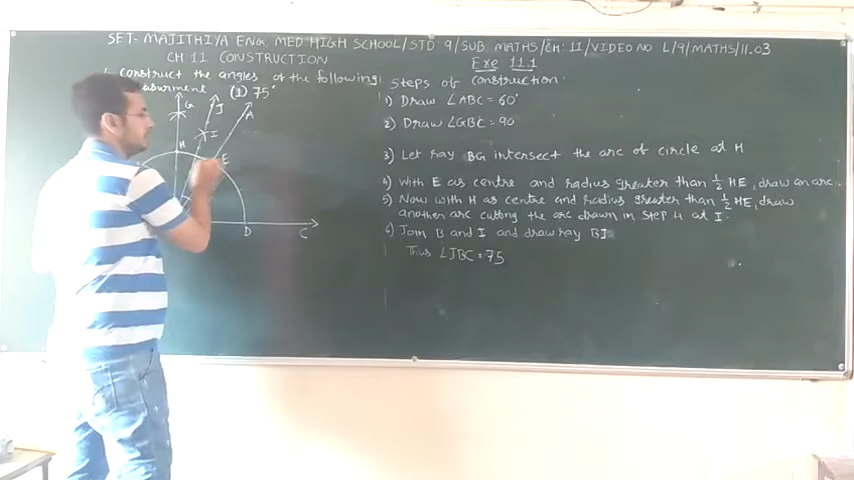 SET- MAJITHIYA ENG. MED HIGH SCHOOL/STD 9/SUB MATHS/CH: 11/VIDEO NO L/9/MATHS/11.03
CH 11 CONSTRUCTION
Exe 11.1
Construct the angles of the following
surment (1) 75°
Steps of construction.
1) Draw ∠ABC = 60°
2) Draw ∠GBC = 90
3) Let ray BG intersect the arc of circle at H
4) With E as centre and radius greater than 1/2 HE, draw an arc.
5) Now with H as centre and radius greater than 1/2 HE, draw
another arc cutting the arc drawn in step 4 at I.
6) Join B and I and draw ray BJ
Thus ∠JBC = 75
G
J
A
I
H
E
D
C